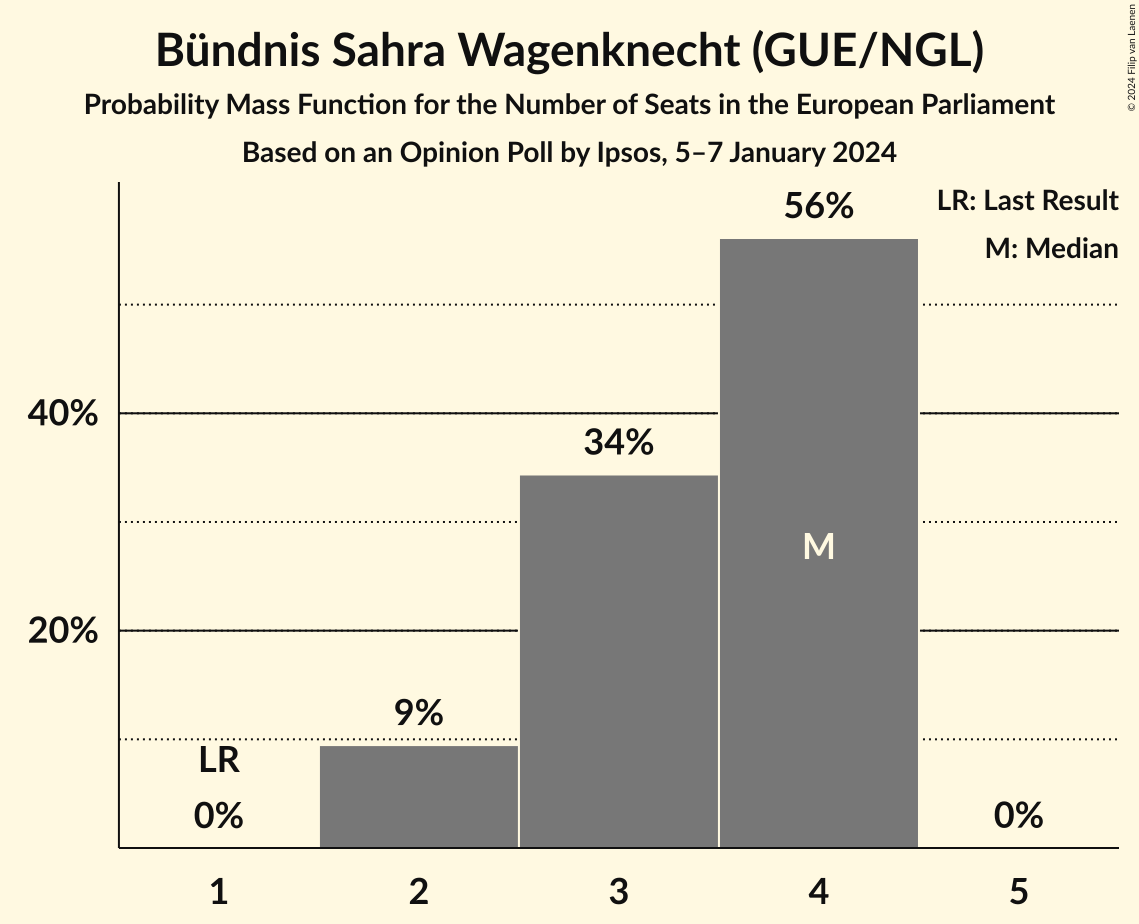 Bündnis Sahra Wagenknecht (GUE/NGL)
Probability Mass Function for the Number of Seats in the European Parliament
Based on an Opinion Poll by Ipsos, 5–7 January 2024
© 2024 Filip van Laenen
LR: Last Result
M: Median
56%
40%
34%
M
20%
9%
LR
0%
0%
1
2
3
4
5